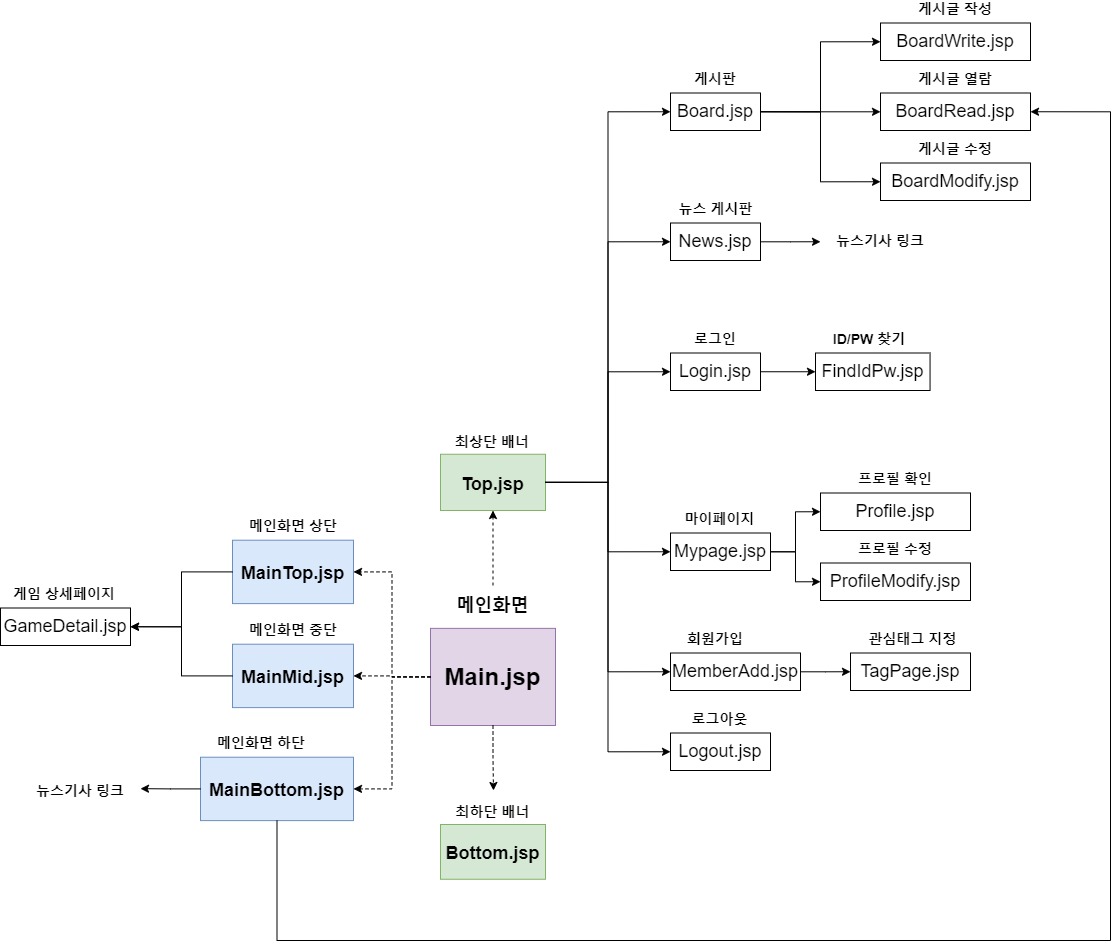 게시글 작성
BoardWrite.jsp
게시판
Board.jsp
게시글 열람
BoardRead.jsp
게시글 수정
BoardModify.jsp
뉴스 게시판
News.jsp
뉴스기사 링크
로그인
Login.jsp
ID/PW 찾기
FindIdPw.jsp
최상단 배너
Top.jsp
마이페이지
Mypage.jsp
프로필 확인
Profile.jsp
프로필 수정
ProfileModify.jsp
메인화면 상단
MainTop.jsp
게임 상세페이지
GameDetail.jsp
메인화면 중단
MainMid.jsp
메인화면
Main.jsp
회원가입
MemberAdd.jsp
관심태그 지정
TagPage.jsp
로그아웃
Logout.jsp
메인화면 하단
MainBottom.jsp
뉴스기사 링크
최하단 배너
Bottom.jsp